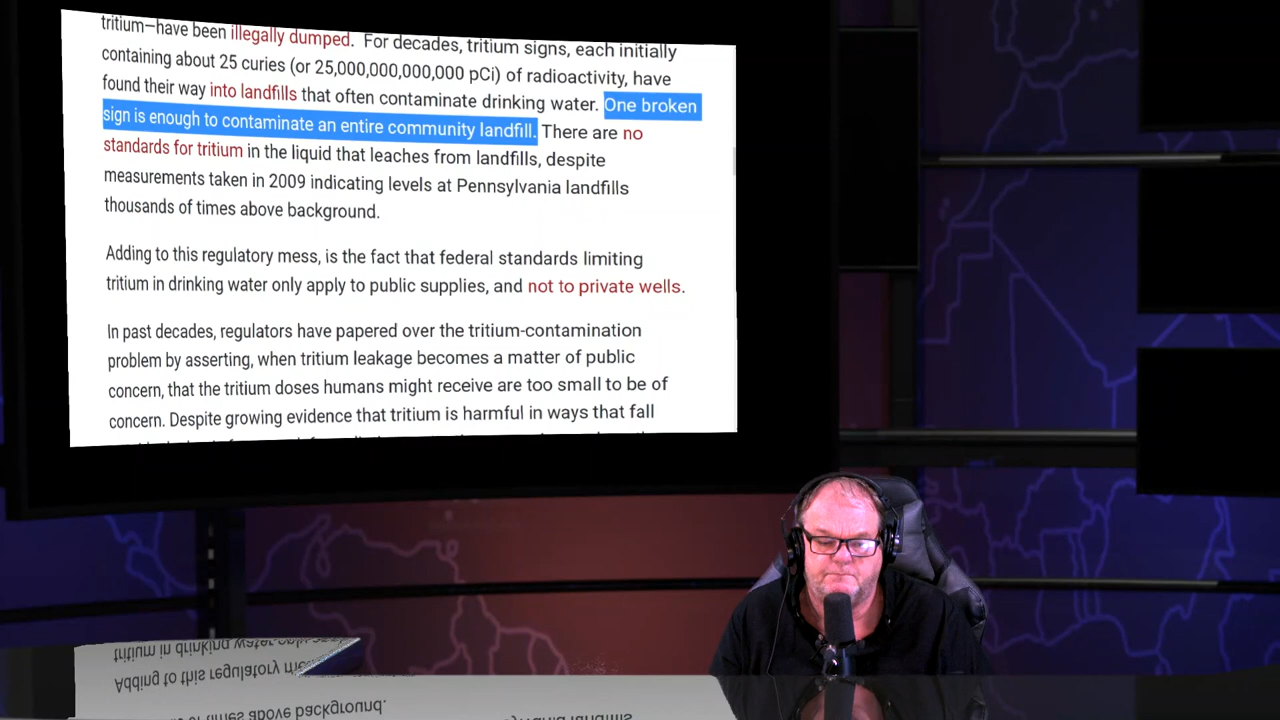 tritium—have been illegally dumped. For decades, tritium signs, each initially
containing about 25 curies (or 25,000,000,000,000 pCi) of radioactivity, have
found their way into landfills that often contaminate drinking water. One broken
sign is enough to contaminate an entire community landfill. There are no
standards for tritium in the liquid that leaches from landfills, despite
measurements taken in 2009 indicating levels at Pennsylvania landfills
thousands of times above background.
Adding to this regulatory mess, is the fact that federal standards limiting
tritium in drinking water only apply to public supplies, and not to private wells.
In past decades, regulators have papered over the tritium-contamination
problem by asserting, when tritium leakage becomes a matter of public
concern, that the tritium doses humans might receive are too small to be of
concern. Despite growing evidence that tritium is harmful in ways that fall